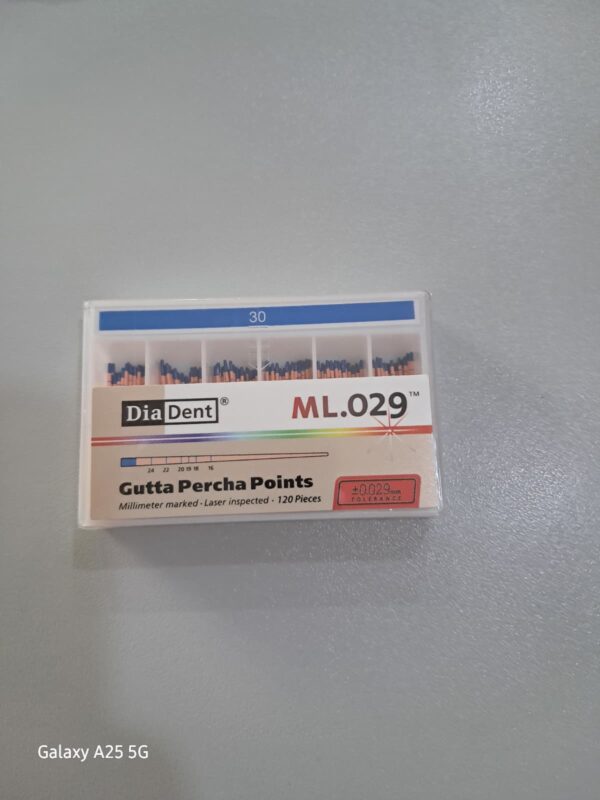 30
DiaDent®
ML.029™
24 22 20 19 18 16
Gutta Percha Points
Millimeter marked - Laser inspected - 120 Pieces
±0.029mm
TOLERANCE
Galaxy A25 5G